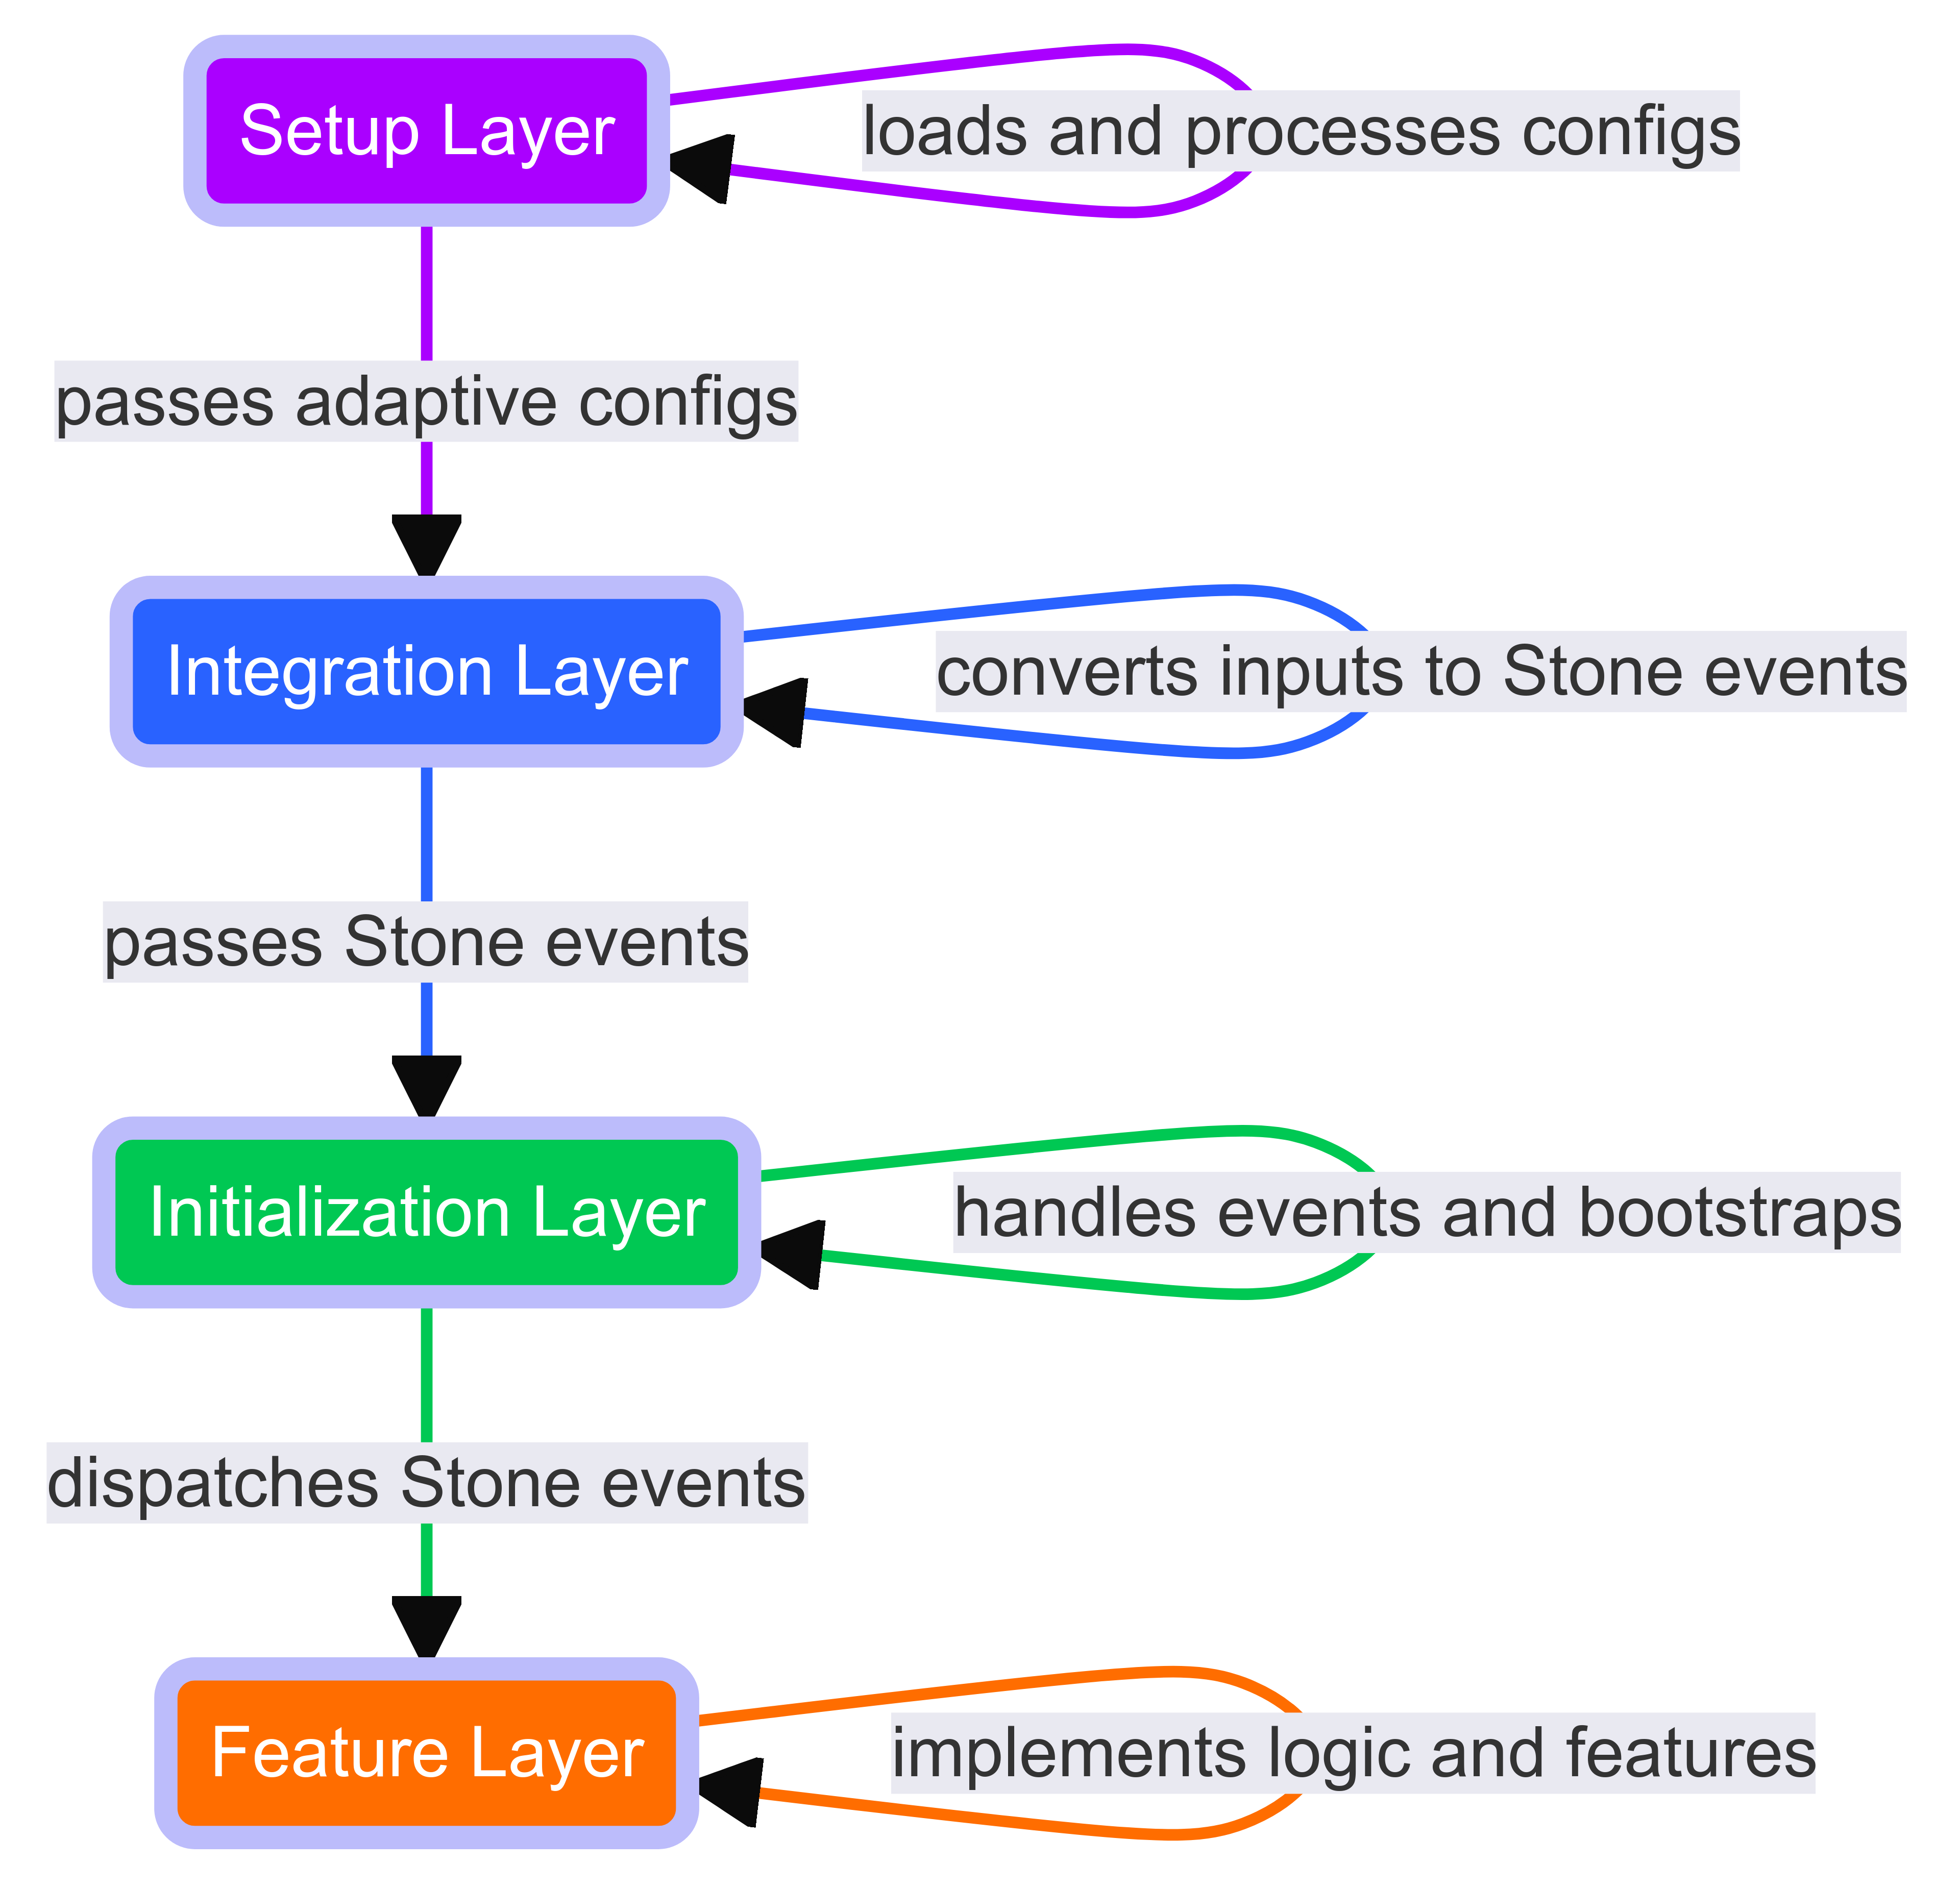 Setup Layer
loads and processes configs
passes adaptive configs
Integration Layer
converts inputs to Stone events
passes Stone events
Initialization Layer
handles events and bootstraps
dispatches Stone events
Feature Layer
implements logic and features